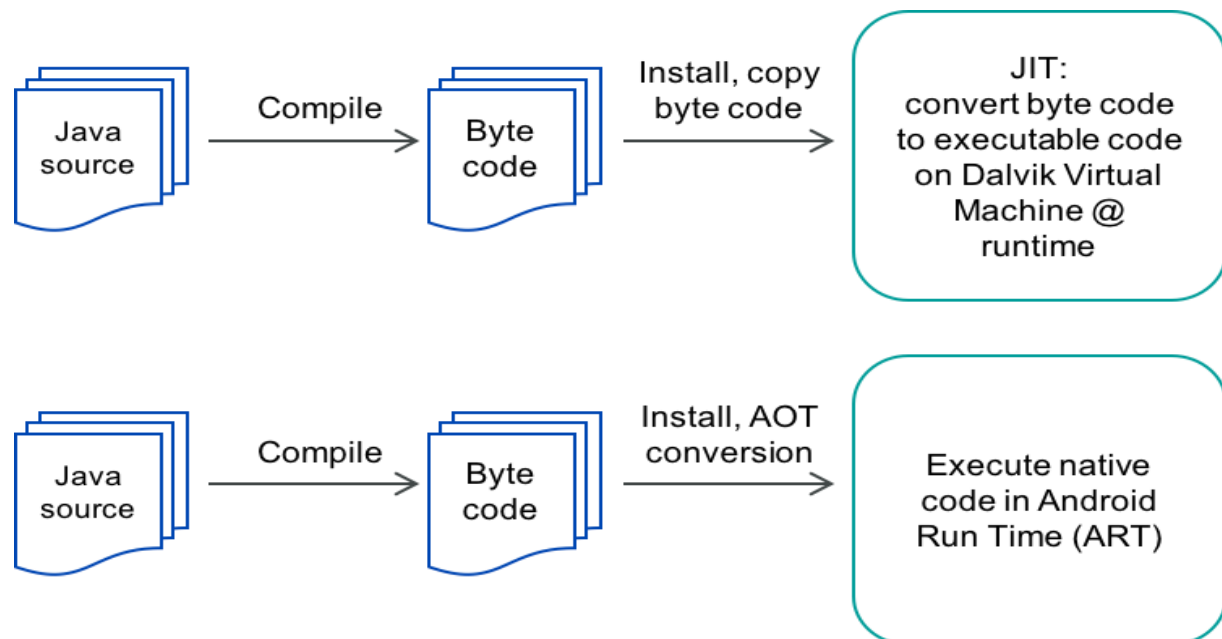 Java
source
Compile
Byte
code
Install, copy
byte code
JIT:
convert byte code
to executable code
on Dalvik Virtual
Machine @
runtime
Java
source
Compile
Byte
code
Install, AOT
conversion
Execute native
code in Android
Run Time (ART)